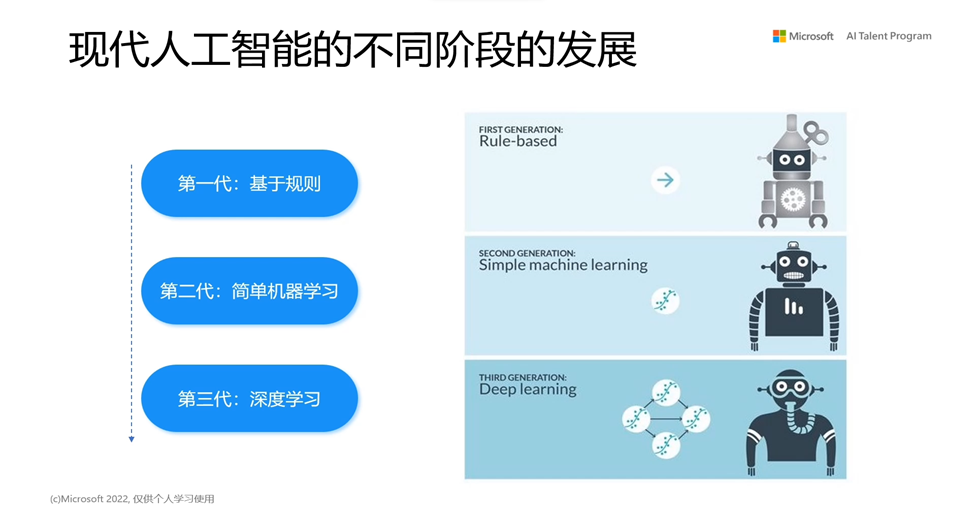 现代人工智能的不同阶段的发展
Microsoft AI Talent Program
第一代：基于规则
第二代：简单机器学习
第三代：深度学习
FIRST GENERATION:
Rule-based
SECOND GENERATION:
Simple machine learning
THIRD GENERATION:
Deep learning
(c)Microsoft 2022, 仅供个人学习使用